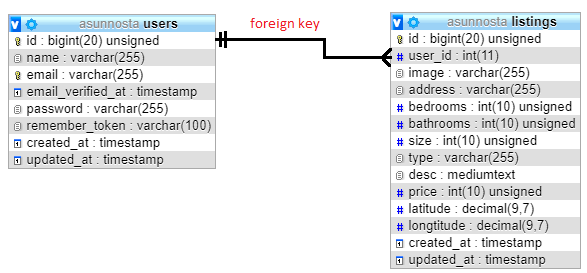 asunnosta users
id : bigint(20) unsigned
name : varchar(255)
email : varchar(255)
email_verified_at : timestamp
password : varchar(255)
remember_token : varchar(100)
created_at : timestamp
updated_at : timestamp
foreign key
asunnosta listings
id : bigint(20) unsigned
user_id : int(11)
image : varchar(255)
address : varchar(255)
bedrooms : int(10) unsigned
bathrooms : int(10) unsigned
size : int(10) unsigned
type : varchar(255)
desc : mediumtext
price : int(10) unsigned
latitude : decimal(9,7)
longtitude : decimal(9,7)
created_at : timestamp
updated_at : timestamp